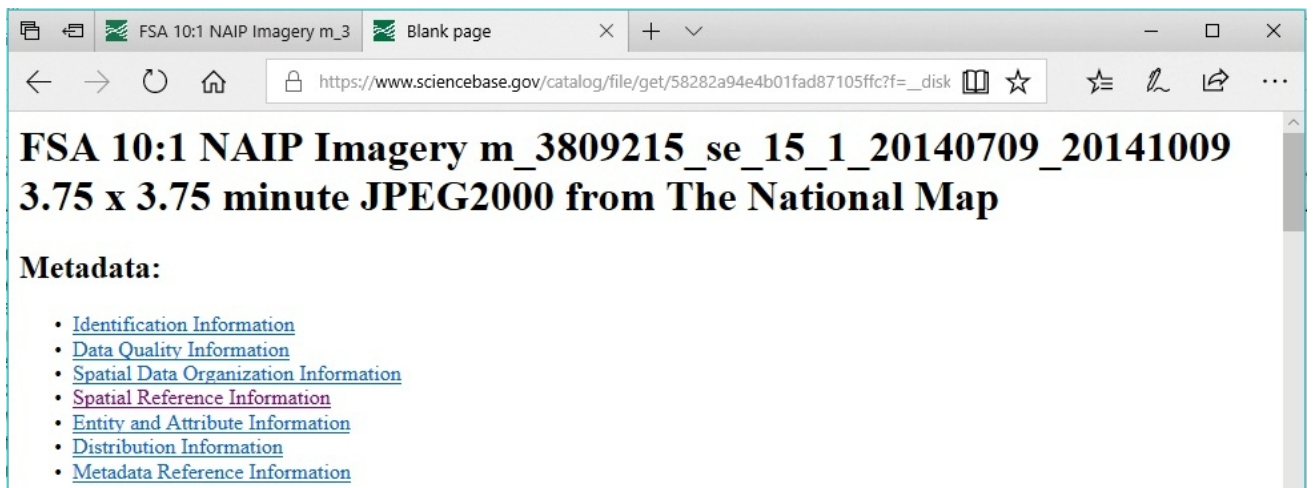 FSA 10:1 NAIP Imagery m_3
Blank page
https://www.sciencebase.gov/catalog/file/get/58282a94e4b01fad87105ffc?f=__disk
FSA 10:1 NAIP Imagery m_3809215_se_15_1_20140709_20141009
3.75 x 3.75 minute JPEG2000 from The National Map
Metadata:
• Identification Information
• Data Quality Information
• Spatial Data Organization Information
• Spatial Reference Information
• Entity and Attribute Information
• Distribution Information
• Metadata Reference Information